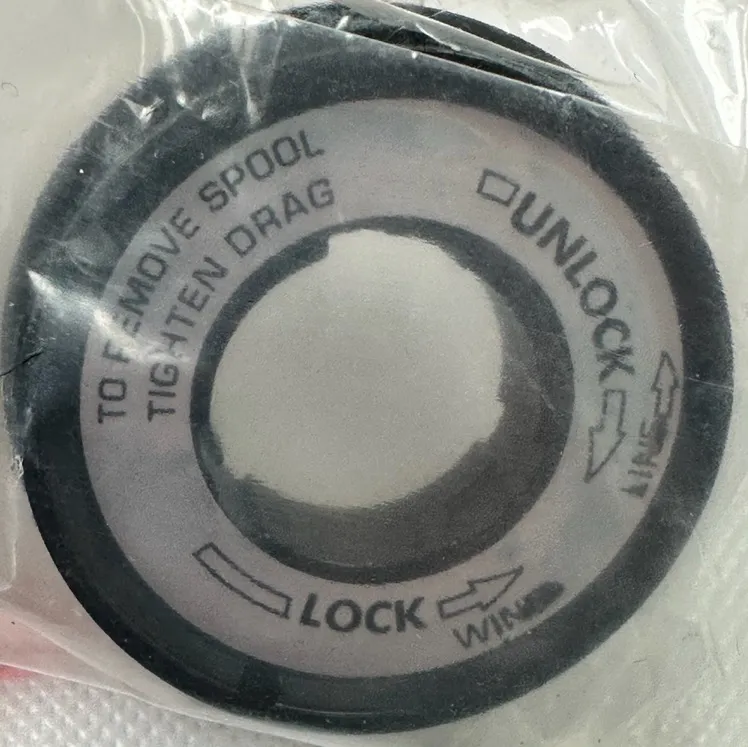 TO REMOVE SPOOL
TIGHTEN DRAG
UNLOCK
LINE
LOCK